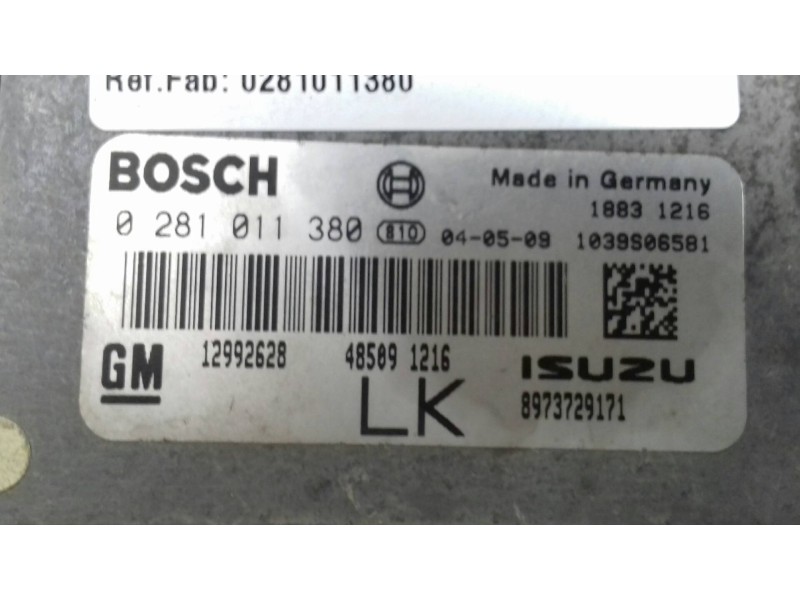 Ref.Fab: 0281011380
BOSCH
Made in Germany
0 281 011 380 810 04-05-09
1883 1216
1039S06581
12992628 48509 1216
GM
ISUZU
LK
8973729171